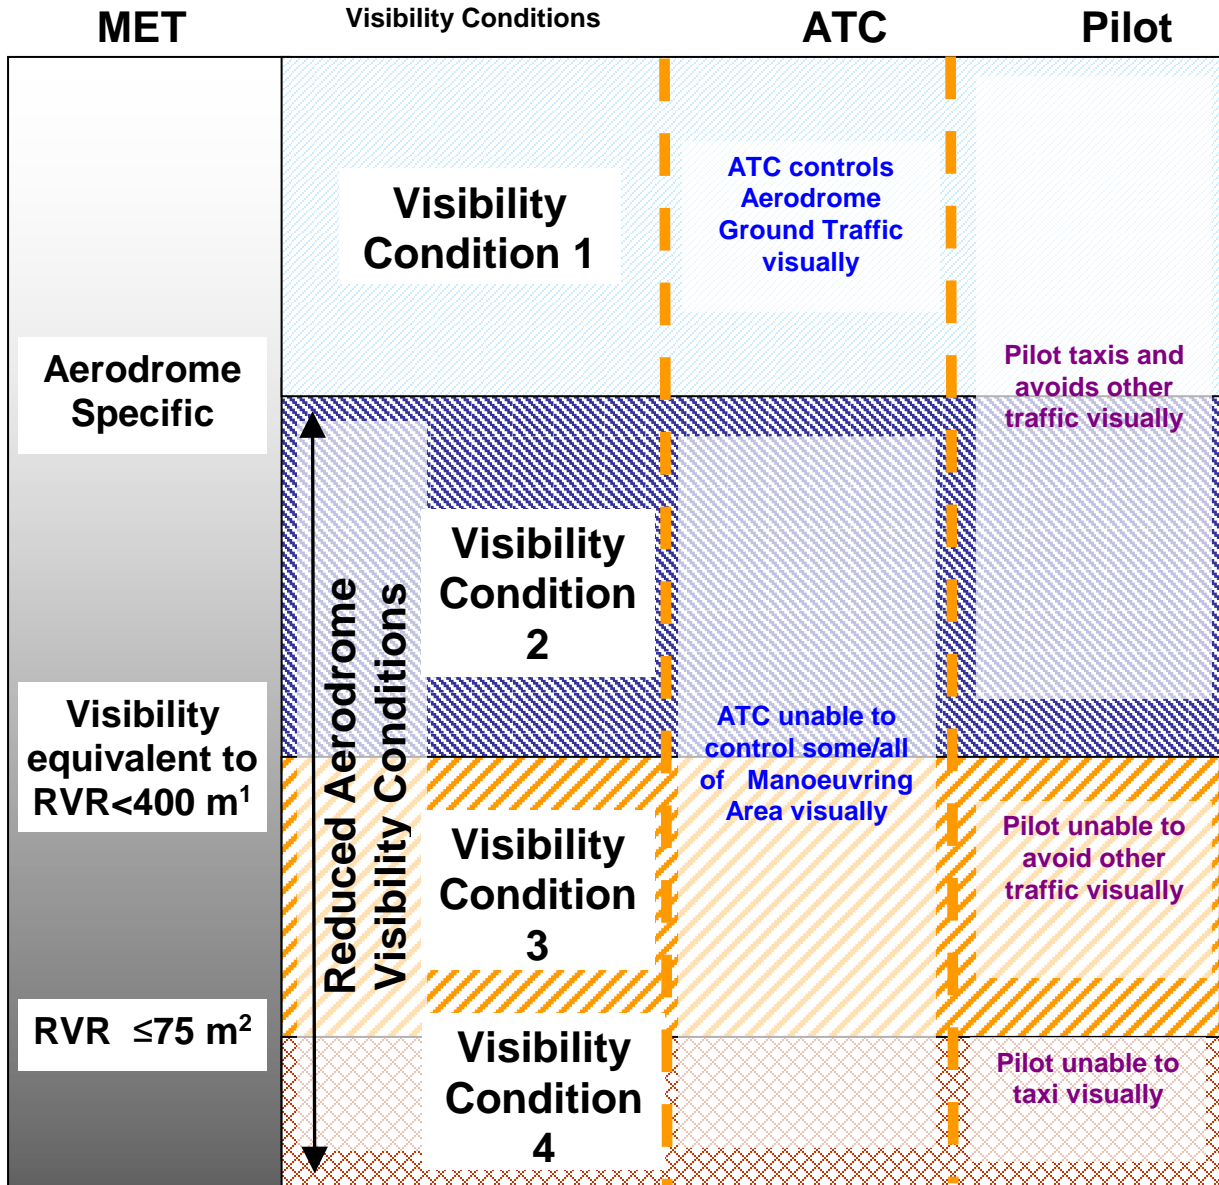 MET
Visibility Conditions
ATC
Pilot
Visibility
Condition 1
ATC controls
Aerodrome
Ground Traffic
visually
Aerodrome
Specific
Pilot taxis and
avoids other
traffic visually
Reduced Aerodrome
Visibility Conditions
Visibility
Condition
2
Visibility
equivalent to
RVR<400 m¹
ATC unable to
control some/all
of Manoeuvring
Area visually
Visibility
Condition
3
Pilot unable to
avoid other
traffic visually
RVR ≤75 m²
Visibility
Condition
4
Pilot unable to
taxi visually